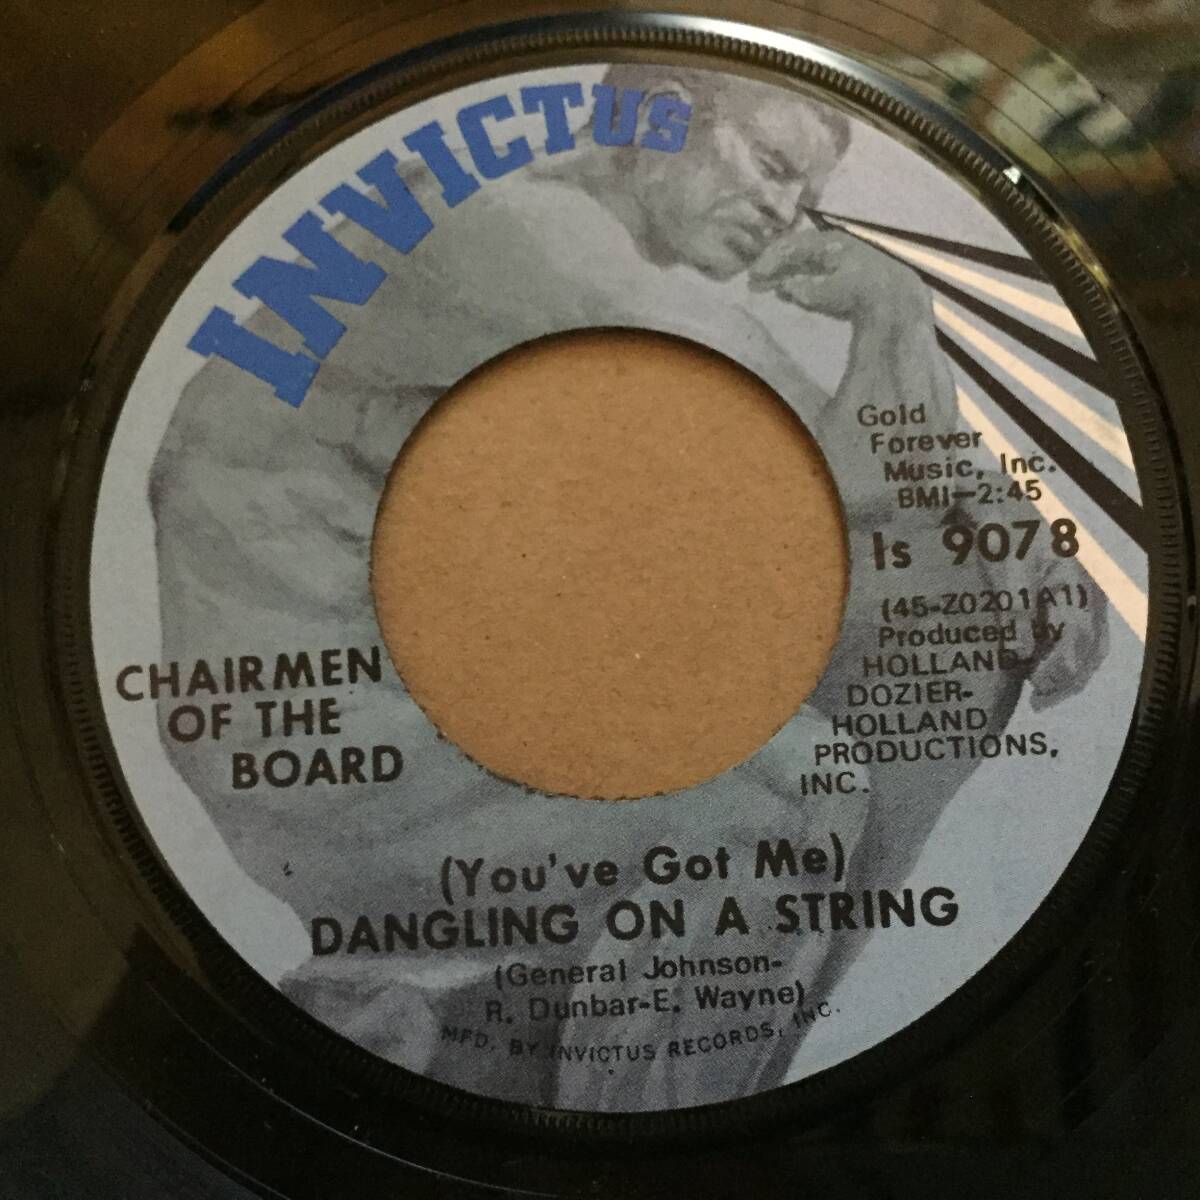 INVICTUS
Gold
Forever
Music, Inc.
BMI—2:45
Is 9078
(45-Z0201A1)
Produced by
HOLLAND-
DOZIER-
HOLLAND
PRODUCTIONS,
INC.
CHAIRMEN
OF THE
BOARD
(You've Got Me)
DANGLING ON A STRING
(General Johnson-
R. Dunbar-E. Wayne)
MFD. BY INVICTUS RECORDS, INC.